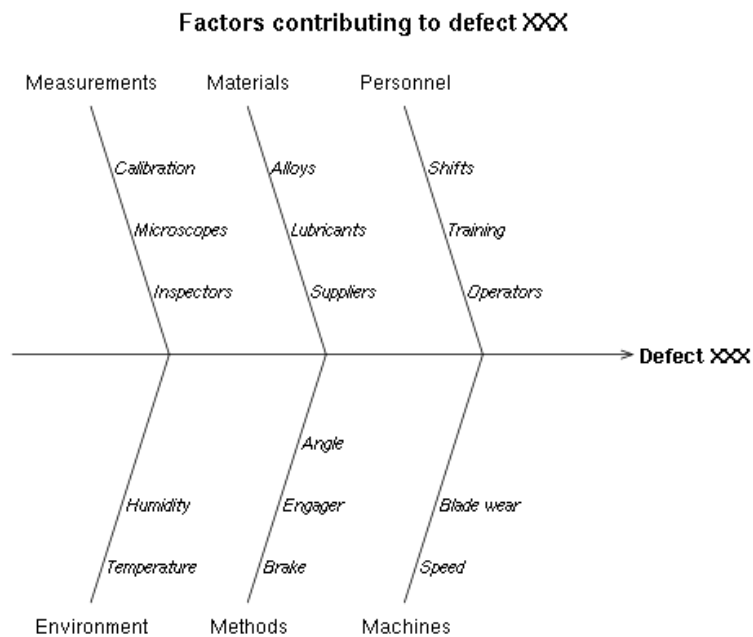 Factors contributing to defect XXX
Measurements
Materials
Personnel
Calibration
Alloys
Shifts
Microscopes
Lubricants
Training
Inspectors
Suppliers
Operators
Defect XXX
Angle
Humidity
Engager
Blade wear
Temperature
Brake
Speed
Environment
Methods
Machines